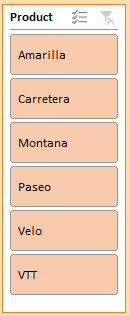 Product
Amarilla
Carretera
Montana
Paseo
Velo
VTT